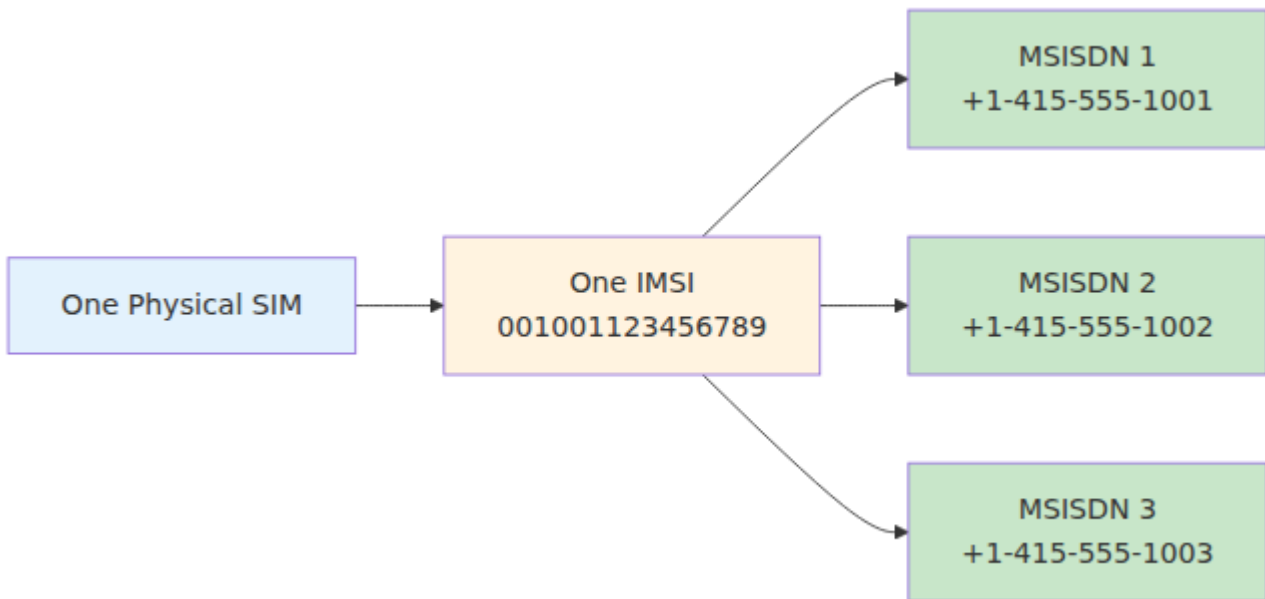 One Physical SIM
One IMSI
001001123456789
MSISDN 1
+1-415-555-1001
MSISDN 2
+1-415-555-1002
MSISDN 3
+1-415-555-1003